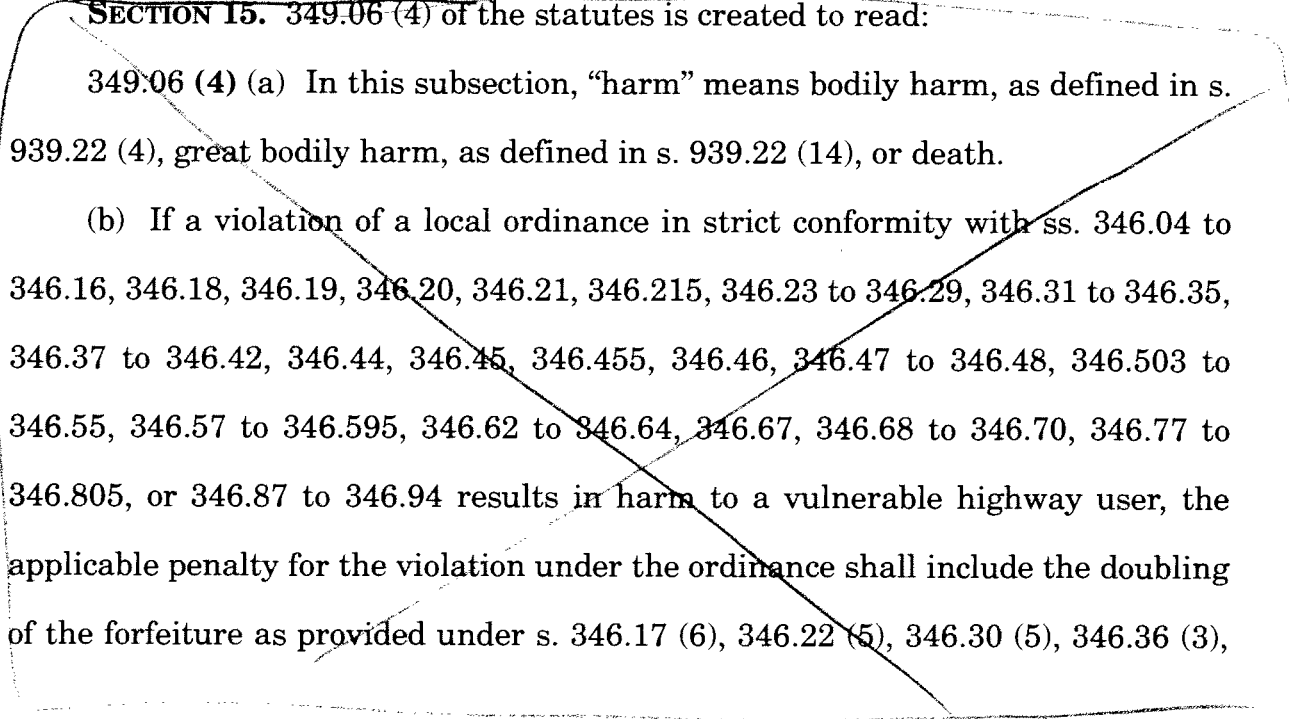 SECTION 15. 349.06 (4) of the statutes is created to read:
349.06 (4) (a) In this subsection, “harm” means bodily harm, as defined in s.
939.22 (4), great bodily harm, as defined in s. 939.22 (14), or death.
(b) If a violation of a local ordinance in strict conformity with ss. 346.04 to
346.16, 346.18, 346.19, 346.20, 346.21, 346.215, 346.23 to 346.29, 346.31 to 346.35,
346.37 to 346.42, 346.44, 346.45, 346.455, 346.46, 346.47 to 346.48, 346.503 to
346.55, 346.57 to 346.595, 346.62 to 346.64, 346.67, 346.68 to 346.70, 346.77 to
346.805, or 346.87 to 346.94 results in harm to a vulnerable highway user, the
applicable penalty for the violation under the ordinance shall include the doubling
of the forfeiture as provided under s. 346.17 (6), 346.22 (5), 346.30 (5), 346.36 (3),